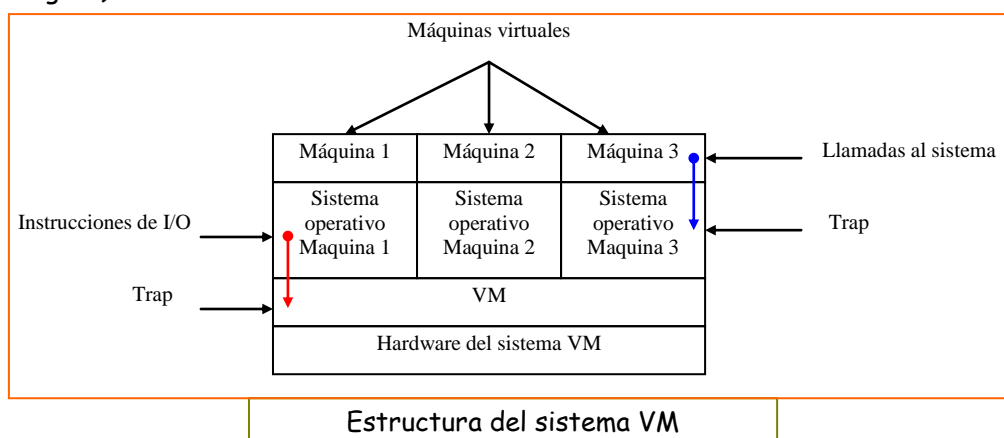 Máquinas virtuales
Máquina 1
Máquina 2
Máquina 3
Llamadas al sistema
Sistema
operativo
Maquina 1
Sistema
operativo
Maquina 2
Sistema
operativo
Maquina 3
Instrucciones de I/O
Trap
Trap
VM
Hardware del sistema VM
Estructura del sistema VM